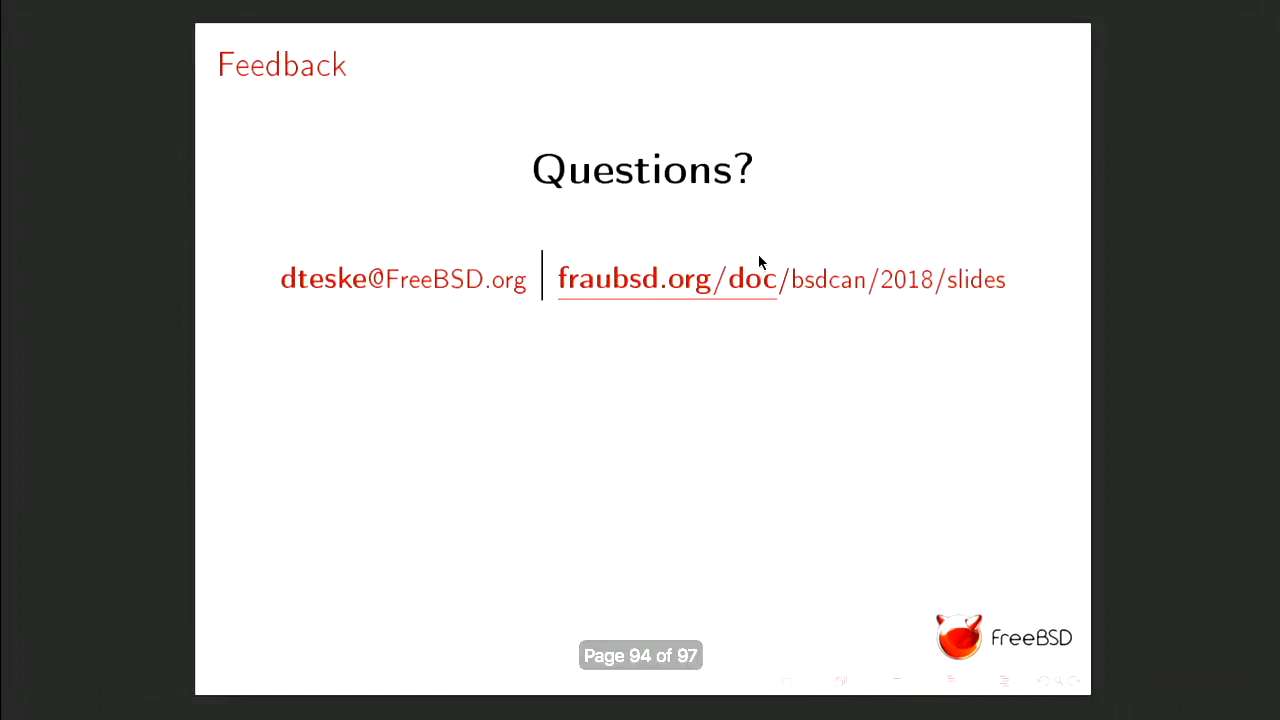 Feedback
Questions?
dteske@FreeBSD.org
fraubsd.org/doc/bsdcan/2018/slides
FreeBSD
Page 94 of 97